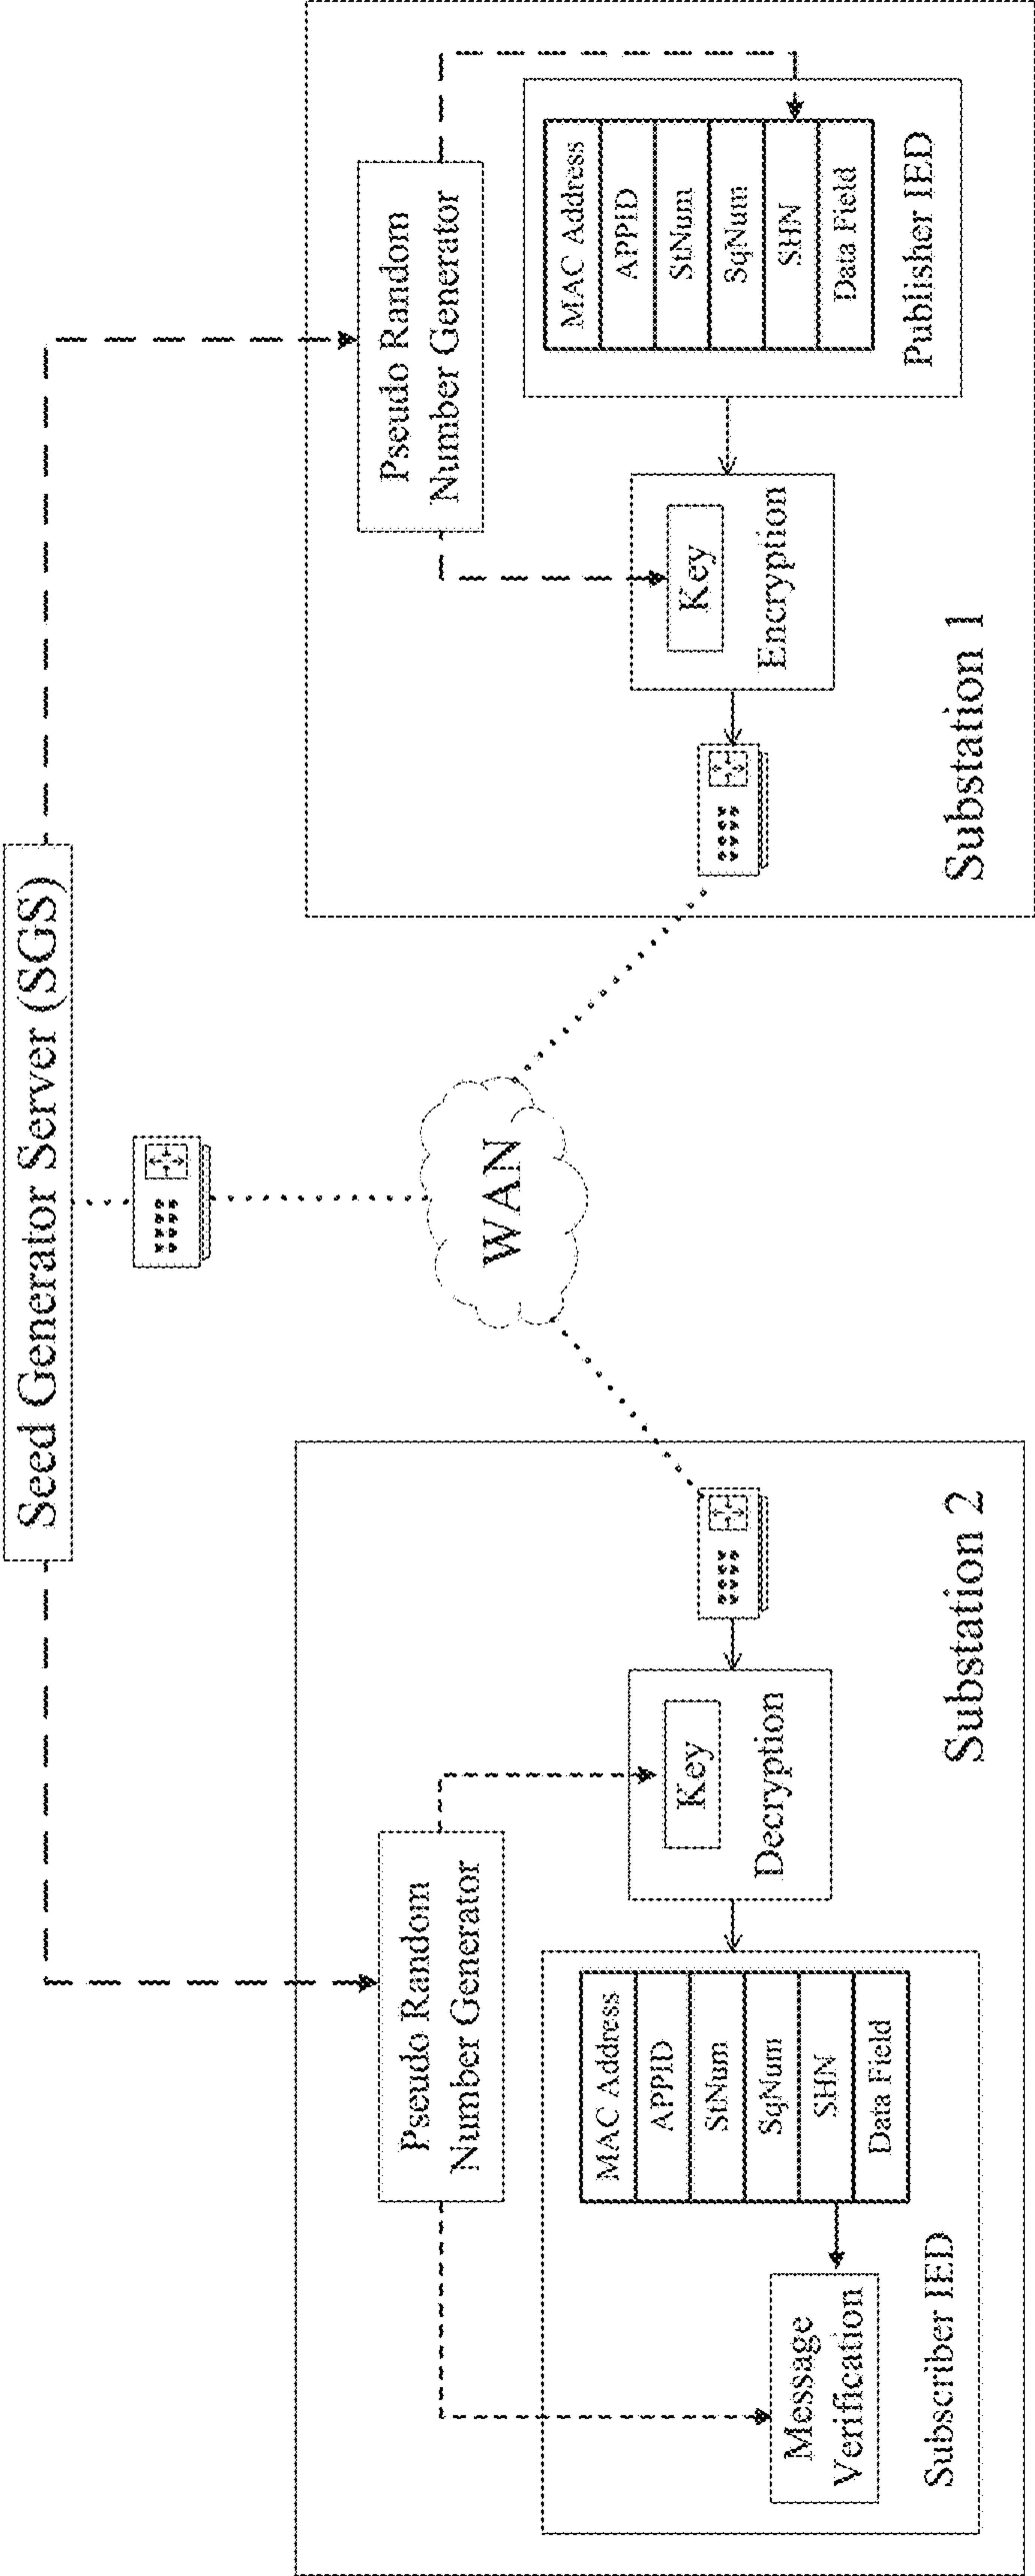 Seed Generator Server (SGS)
WAN
Pseudo Random
Number Generator
Key
Decryption
MAC Address
APPID
StNum
SqNum
SHN
Data Field
Message
Verification
Subscriber IED
Substation 2
Pseudo Random
Number Generator
Key
Encryption
MAC Address
APPID
StNum
SqNum
SHN
Data Field
Publisher IED
Substation 1